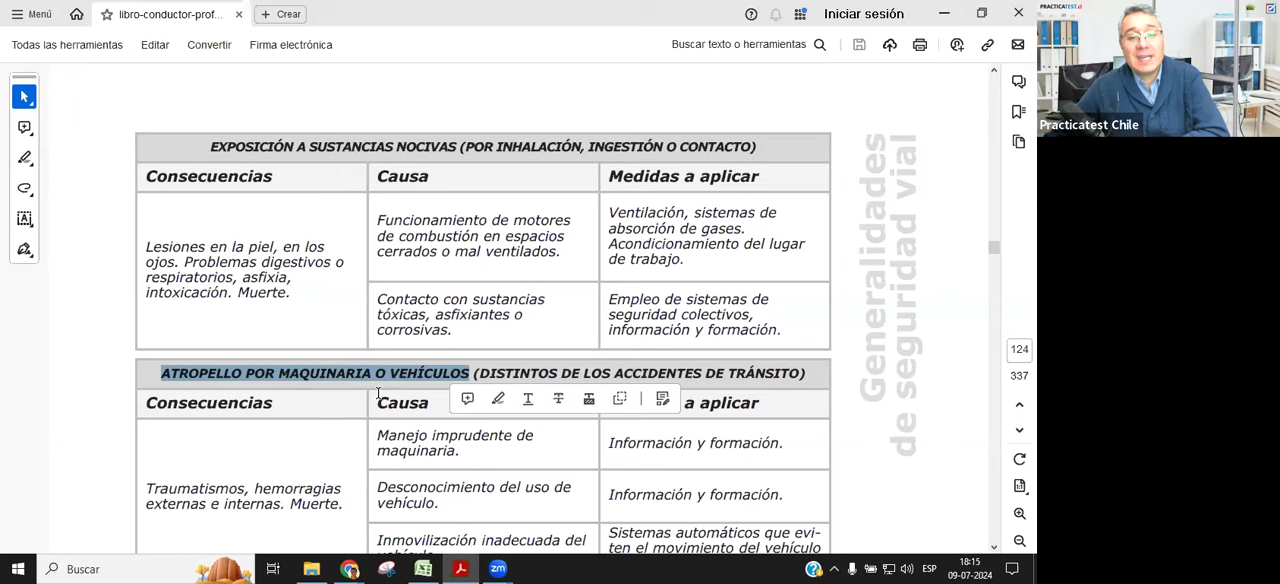 Menú
libro-conductor-prof...
Crear
Iniciar sesión
Todas las herramientas
Editar
Convertir
Firma electrónica
Buscar texto o herramientas
EXPOSICIÓN A SUSTANCIAS NOCIVAS (POR INHALACIÓN, INGESTIÓN O CONTACTO)
Consecuencias
Causa
Medidas a aplicar
Lesiones en la piel, en los
ojos. Problemas digestivos o
respiratorios, asfixia,
intoxicación. Muerte.
Funcionamiento de motores
de combustión en espacios
cerrados o mal ventilados.
Ventilación, sistemas de
absorción de gases.
Acondicionamiento del lugar
de trabajo.
Contacto con sustancias
tóxicas, asfixiantes o
corrosivas.
Empleo de sistemas de
seguridad colectivos,
información y formación.
ATROPELLO POR MAQUINARIA O VEHÍCULOS (DISTINTOS DE LOS ACCIDENTES DE TRÁNSITO)
Consecuencias
Causa
a aplicar
Traumatismos, hemorragias
externas e internas. Muerte.
Manejo imprudente de
maquinaria.
Información y formación.
Desconocimiento del uso de
vehículo.
Información y formación.
Inmovilización inadecuada del
vehículo.
Sistemas automáticos que evi-
ten el movimiento del vehículo
Generalidades
de seguridad vial
124
337
PRACTICATEST.cl
Practicatest Chile
Buscar
zm
ESP
18:15
09-07-2024